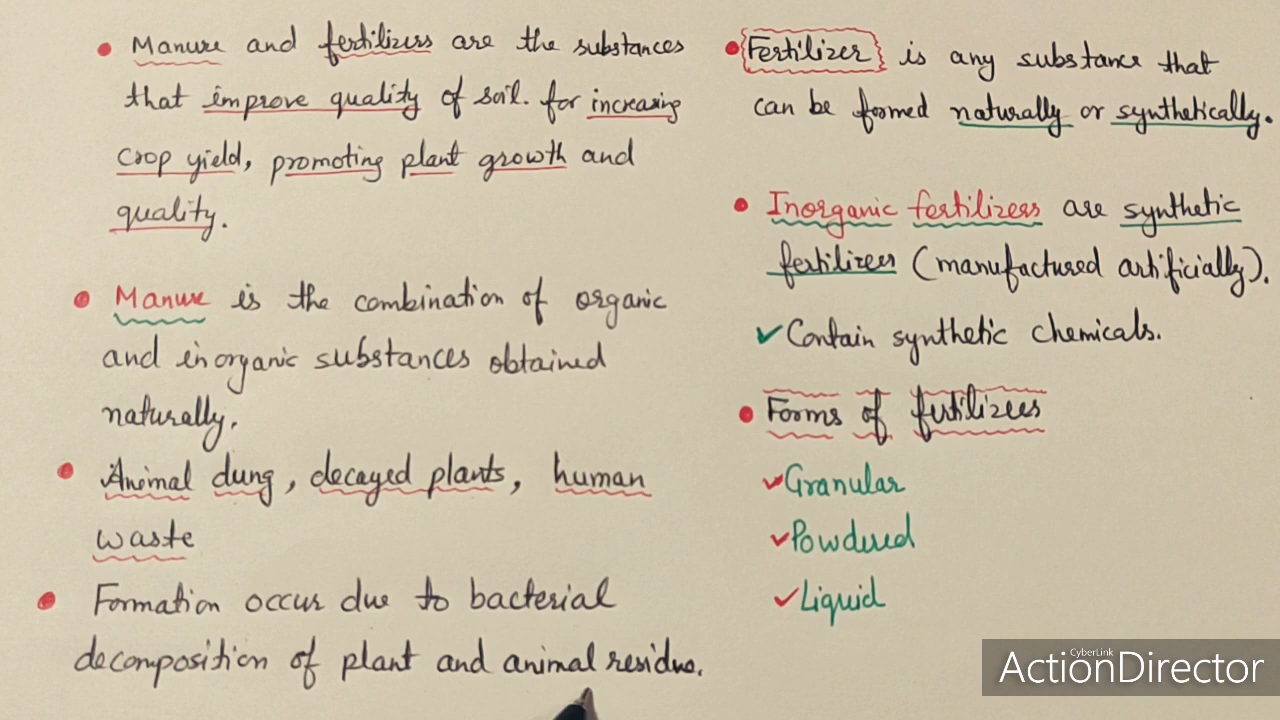 • Manure and fertilizers are the substances
that improve quality of soil. for increasing
crop yield, promoting plant growth and
quality.
• Manure is the combination of organic
and inorganic substances obtained
naturally.
• Animal dung, decayed plants, human
waste
• Formation occur due to bacterial
decomposition of plant and animal residue.
• Fertilizer is any substance that
can be formed naturally or synthetically.
• Inorganic fertilizers are synthetic
fertilizers (manufactured artificially).
✓ Contain synthetic chemicals.
• Forms of fertilizers
✓ Granular
✓ Powdered
✓ Liquid
CyberLink
ActionDirector